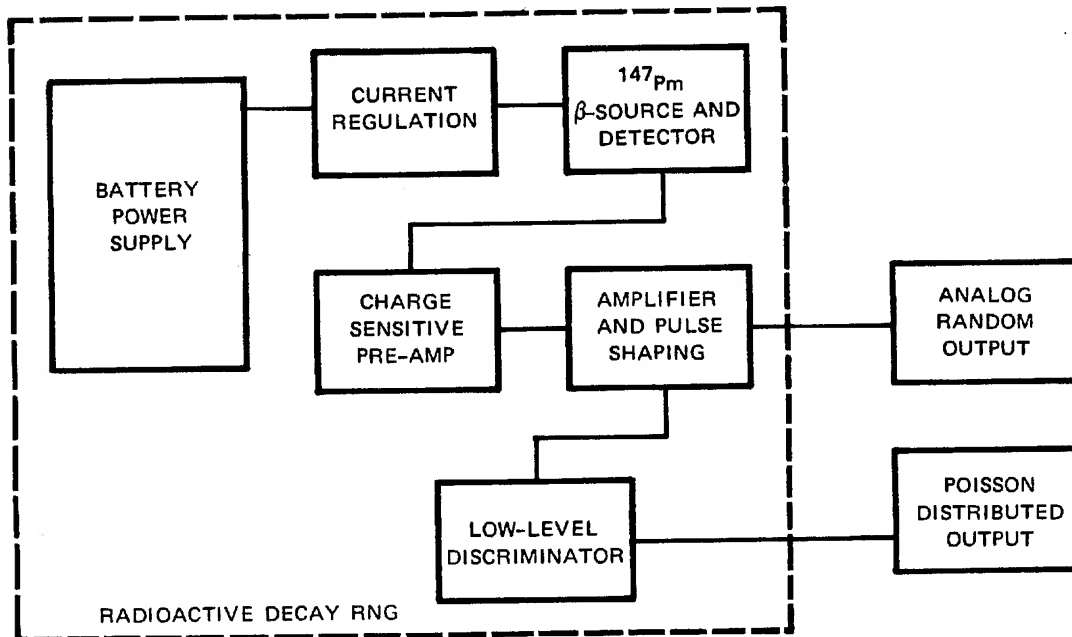 BATTERY
POWER
SUPPLY
CURRENT
REGULATION
¹⁴⁷Pm
β-SOURCE AND
DETECTOR
CHARGE
SENSITIVE
PRE-AMP
AMPLIFIER
AND PULSE
SHAPING
ANALOG
RANDOM
OUTPUT
LOW-LEVEL
DISCRIMINATOR
POISSON
DISTRIBUTED
OUTPUT
RADIOACTIVE DECAY RNG